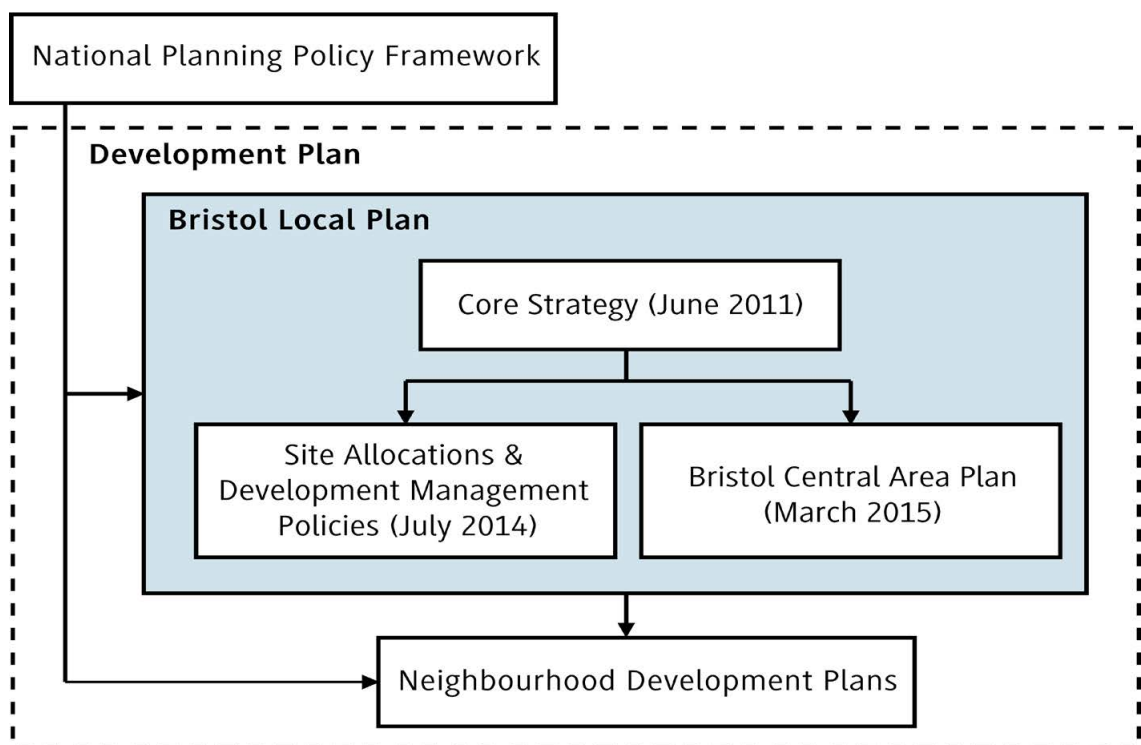 National Planning Policy Framework
Development Plan
Bristol Local Plan
Core Strategy (June 2011)
Site Allocations &
Development Management
Policies (July 2014)
Bristol Central Area Plan
(March 2015)
Neighbourhood Development Plans